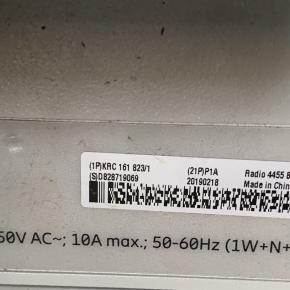 (1P)KRC 161 823/1 (21P)P1A Radio 4455 B
(S)D828719069 20190218 Made in Chin
50V AC~; 10A max.; 50-60Hz (1W+N+